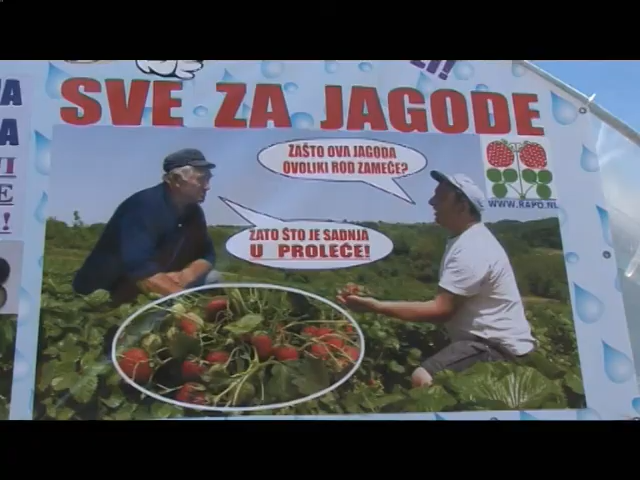 SVE ZA JAGODE
ZAŠTO OVA JAGODA
OVOLIKI ROD ZAMEĆE?
WWW.RAPO.NL
ZATO ŠTO JE SADNJA
U PROLEĆE!